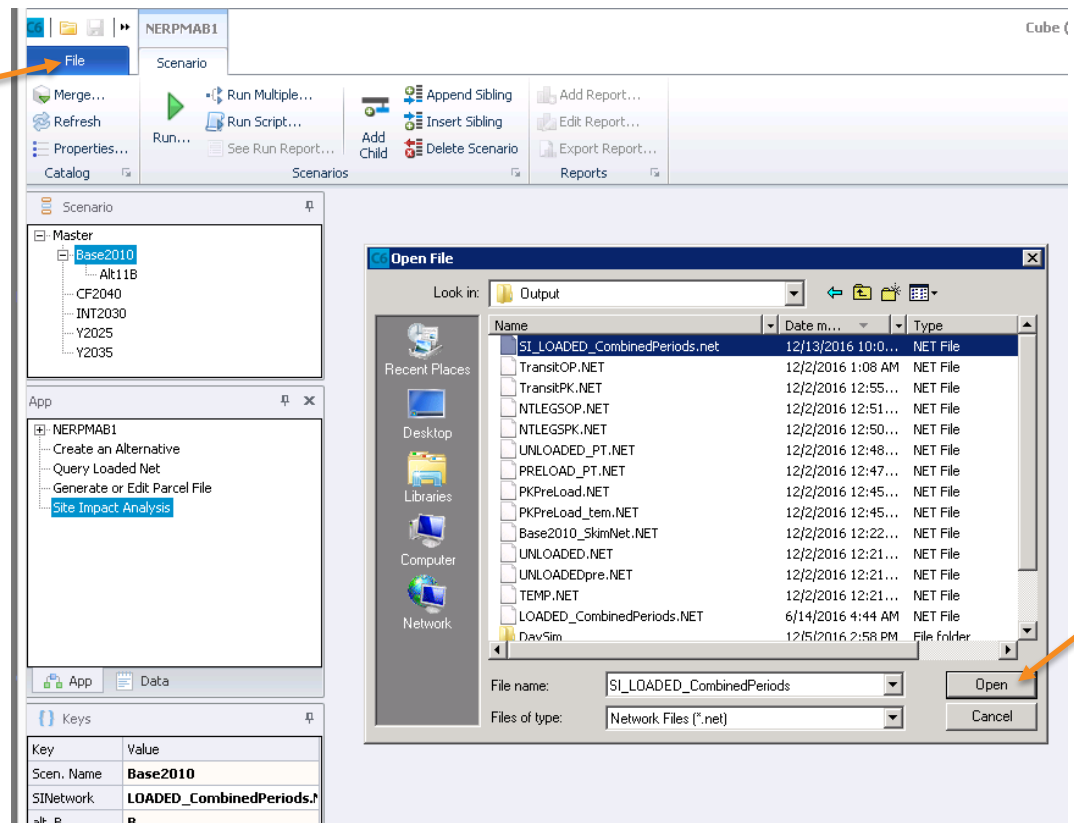 C6 NERPMAB1 Cube (
File Scenario
Merge... Run Multiple... Append Sibling Add Report...
Refresh Run Script... Insert Sibling Edit Report...
Properties... Run... See Run Report... Add Child Delete Scenario Export Report...
Catalog Scenarios Reports
Scenario
Master
Base2010
Alt11B
CF2040
INT2030
Y2025
Y2035
App
NERPMAB1
Create an Alternative
Query Loaded Net
Generate or Edit Parcel File
Site Impact Analysis
App Data
Keys
Key Value
Scen. Name Base2010
SINetwork LOADED_CombinedPeriods.N
alt_B B
C6 Open File
Look in: Output
Recent Places
Desktop
Libraries
Computer
Network
Name Date m... Type
SI_LOADED_CombinedPeriods.net 12/13/2016 10:0... NET File
TransitOP.NET 12/2/2016 1:08 AM NET File
TransitPK.NET 12/2/2016 12:55... NET File
NTLEGSOP.NET 12/2/2016 12:51... NET File
NTLEGSPK.NET 12/2/2016 12:50... NET File
UNLOADED_PT.NET 12/2/2016 12:48... NET File
PRELOAD_PT.NET 12/2/2016 12:47... NET File
PKPreLoad.NET 12/2/2016 12:45... NET File
PKPreLoad_tem.NET 12/2/2016 12:45... NET File
Base2010_SkimNet.NET 12/2/2016 12:22... NET File
UNLOADED.NET 12/2/2016 12:21... NET File
UNLOADEDpre.NET 12/2/2016 12:21... NET File
TEMP.NET 12/2/2016 12:21... NET File
LOADED_CombinedPeriods.NET 6/14/2016 4:44 AM NET File
DaySim 12/5/2016 2:58 PM File folder
File name: SI_LOADED_CombinedPeriods Open
Files of type: Network Files (*.net) Cancel